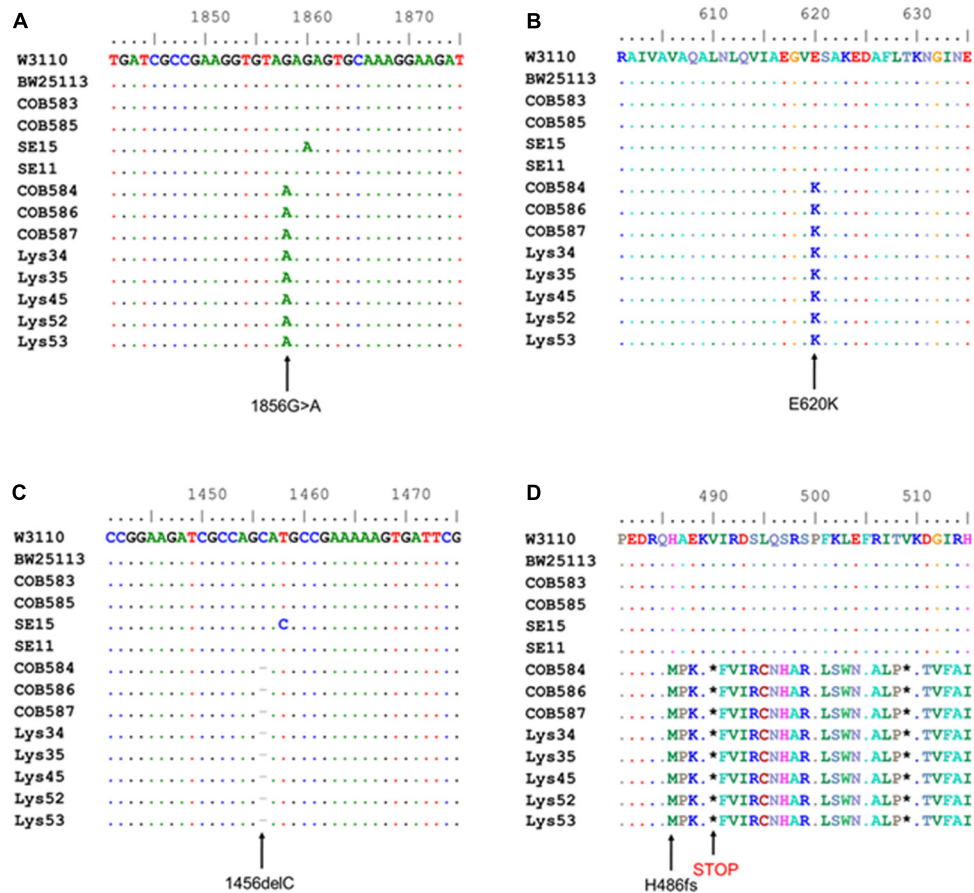 A
1850 1860 1870
W3110 TGATCGCCGAAGGTGTAGAGAGTGCAAAGGAAGAT
BW25113 ...................................
COB583 ...................................
COB585 ...................................
SE15 ...................A...............
SE11 ...................................
COB584 .................A.................
COB586 .................A.................
COB587 .................A.................
Lys34 .................A.................
Lys35 .................A.................
Lys45 .................A.................
Lys52 .................A.................
Lys53 .................A.................
1856G>A
B
610 620 630
W3110 RAIVAVAQALNLQVIAEGVESAKEDAFLTKNGINE
BW25113 ...................................
COB583 ...................................
COB585 ...................................
SE15 ...................................
SE11 ...................................
COB584 ...................K...............
COB586 ...................K...............
COB587 ...................K...............
Lys34 ...................K...............
Lys35 ...................K...............
Lys45 ...................K...............
Lys52 ...................K...............
Lys53 ...................K...............
E620K
C
1450 1460 1470
W3110 CCGGAAGATCGCCAGCATGCCGAAAAAGTGATTCG
BW25113 ...................................
COB583 ...................................
COB585 ...................................
SE15 .................C.................
SE11 ...................................
COB584 ...............-...................
COB586 ...............-...................
COB587 ...............-...................
Lys34 ...............-...................
Lys35 ...............-...................
Lys45 ...............-...................
Lys52 ...............-...................
Lys53 ...............-...................
1456delC
D
490 500 510
W3110 PEDRQHAEKVIRDSLQSRSPFKLEFRITVKDGIRH
BW25113 ...................................
COB583 ...................................
COB585 ...................................
SE15 ...................................
SE11 ...................................
COB584 .....MPK.*FVIRCNHAR.LSWN.ALP*.TVFAI
COB586 .....MPK.*FVIRCNHAR.LSWN.ALP*.TVFAI
COB587 .....MPK.*FVIRCNHAR.LSWN.ALP*.TVFAI
Lys34 .....MPK.*FVIRCNHAR.LSWN.ALP*.TVFAI
Lys35 .....MPK.*FVIRCNHAR.LSWN.ALP*.TVFAI
Lys45 .....MPK.*FVIRCNHAR.LSWN.ALP*.TVFAI
Lys52 .....MPK.*FVIRCNHAR.LSWN.ALP*.TVFAI
Lys53 .....MPK.*FVIRCNHAR.LSWN.ALP*.TVFAI
H486fs
STOP